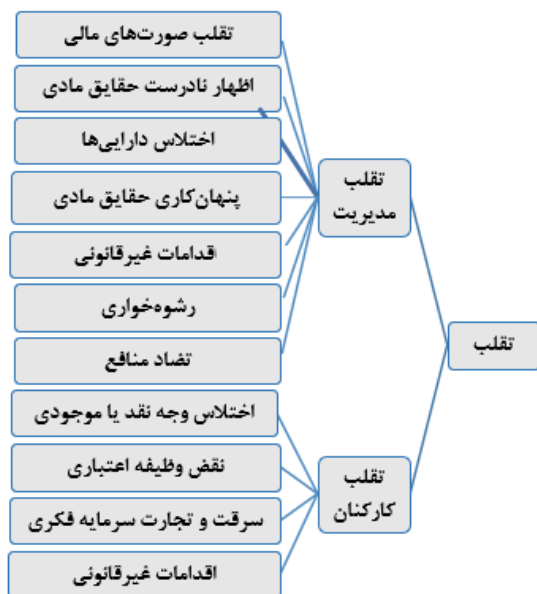 تقلب
تقلب
مدیریت
تقلب صورت‌های مالی
اظهار نادرست حقایق مادی
اختلاس دارایی‌ها
پنهان‌کاری حقایق مادی
اقدامات غیرقانونی
رشوه‌خواری
تضاد منافع
تقلب
کارکنان
اختلاس وجه نقد یا موجودی
نقض وظیفه اعتباری
سرقت و تجارت سرمایه فکری
اقدامات غیرقانونی